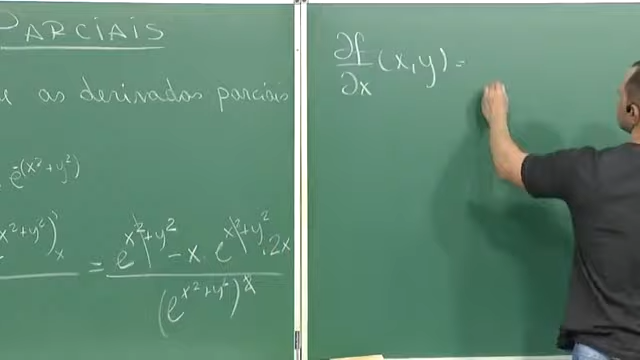 PARCIAIS
as derivadas parciais
e^-(x²+y²)
x²+y²)'x = e^x²+y² - x · e^x²+y² · 2x / (e^x²+y²)²
∂f/∂x (x,y) =